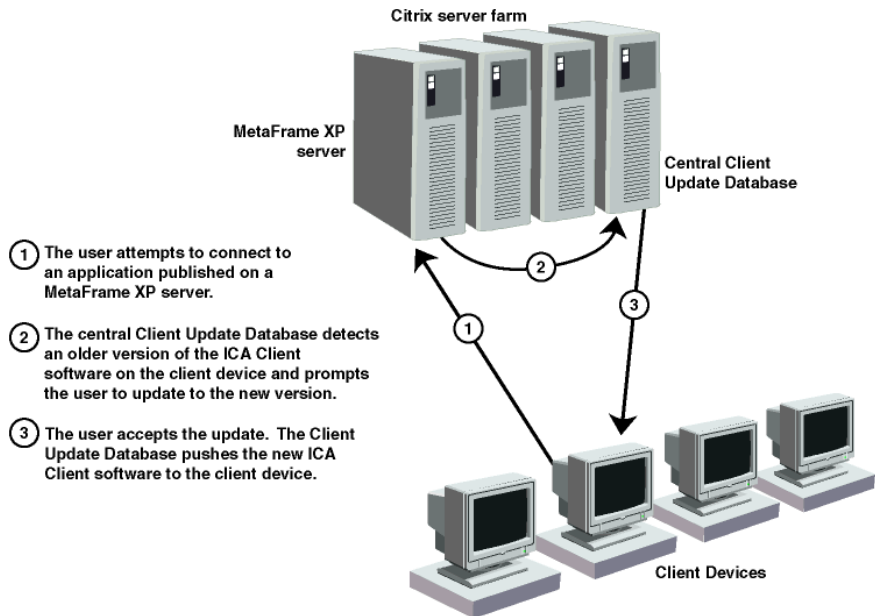 Citrix server farm
MetaFrame XP
server
Central Client
Update Database
1 The user attempts to connect to
an application published on a
MetaFrame XP server.
2 The central Client Update Database detects
an older version of the ICA Client
software on the client device and prompts
the user to update to the new version.
3 The user accepts the update. The Client
Update Database pushes the new ICA
Client software to the client device.
2
3
1
Client Devices